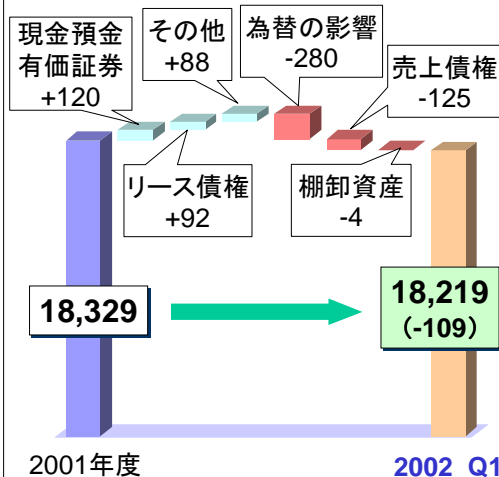 現金預金
有価証券
+120
その他
+88
為替の影響
-280
売上債権
-125
リース債権
+92
棚卸資産
-4
18,329
18,219
(-109)
2001年度
2002 Q1